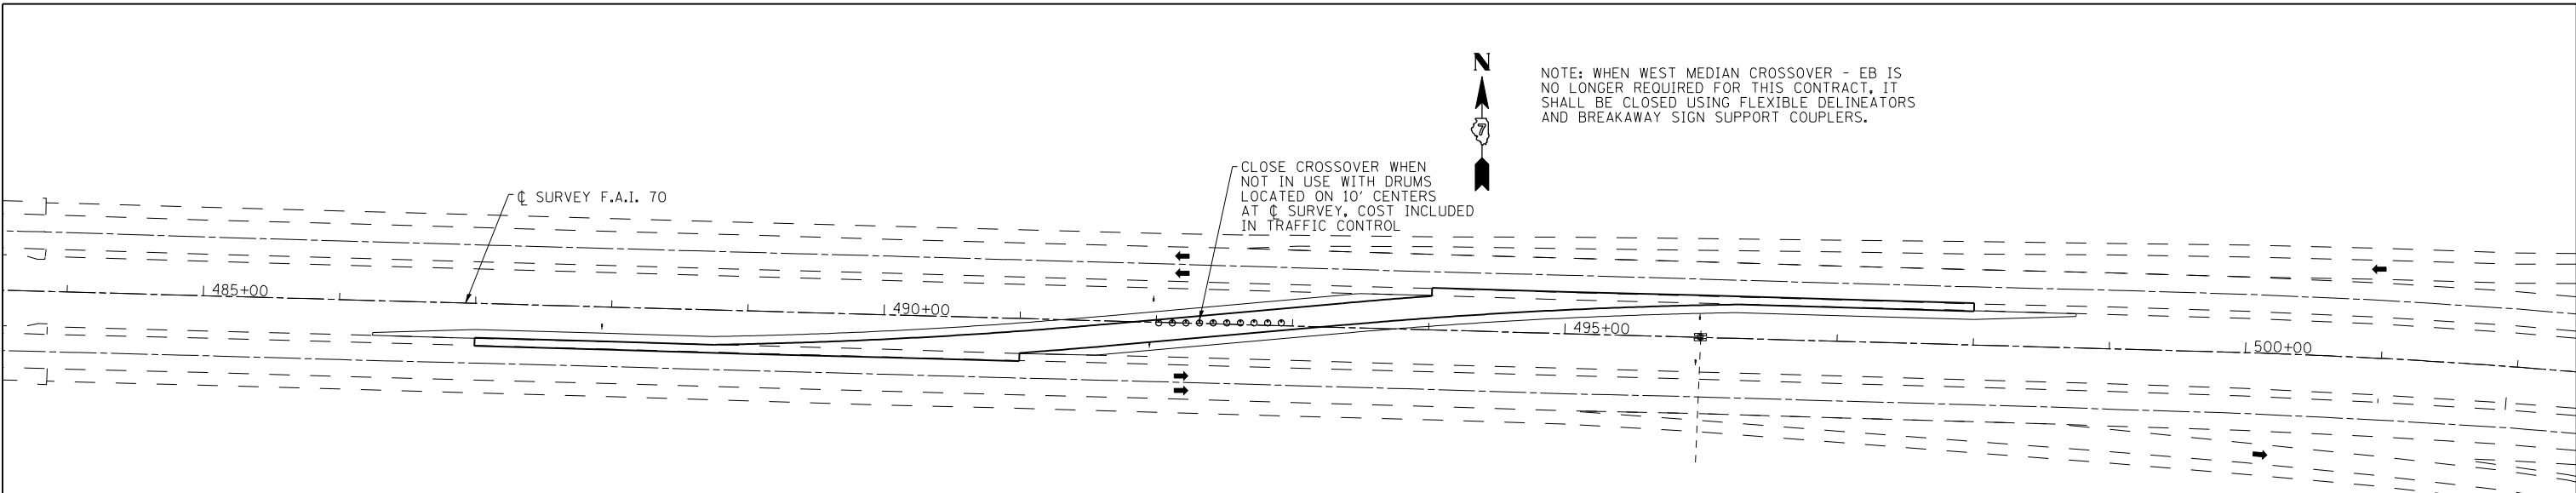 N
7
NOTE: WHEN WEST MEDIAN CROSSOVER - EB IS
NO LONGER REQUIRED FOR THIS CONTRACT, IT
SHALL BE CLOSED USING FLEXIBLE DELINEATORS
AND BREAKAWAY SIGN SUPPORT COUPLERS.
CLOSE CROSSOVER WHEN
NOT IN USE WITH DRUMS
LOCATED ON 10' CENTERS
AT ℄ SURVEY, COST INCLUDED
IN TRAFFIC CONTROL
℄ SURVEY F.A.I. 70
485+00
490+00
495+00
500+00